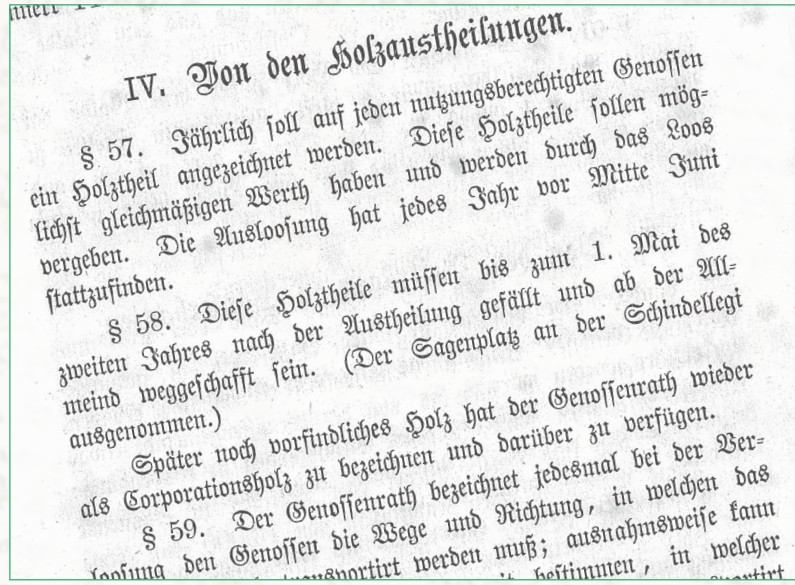 IV. Von den Holzaustheilungen.
§ 57. Jährlich soll auf jeden nutzungsberechtigten Genossen
ein Holztheil angezeichnet werden. Diese Holztheile sollen mög-
lichst gleichmäßigen Werth haben und werden durch das Loos
vergeben. Die Ausloosung hat jedes Jahr vor Mitte Juni
stattzufinden.
§ 58. Diese Holztheile müssen bis zum 1. Mai des
zweiten Jahres nach der Austheilung gefällt und ab der All-
meind weggeschafft sein. (Der Sagenplatz an der Schindellegi
ausgenommen.)
Später noch vorfindliches Holz hat der Genossenrath wieder
als Corporationsholz zu bezeichnen und darüber zu verfügen.
§ 59. Der Genossenrath bezeichnet jedesmal bei der Ver-
loosung den Genossen die Wege und Richtung, in welchen das
transportirt werden muß; ausnahmsweise kann
bestimmen, in welcher